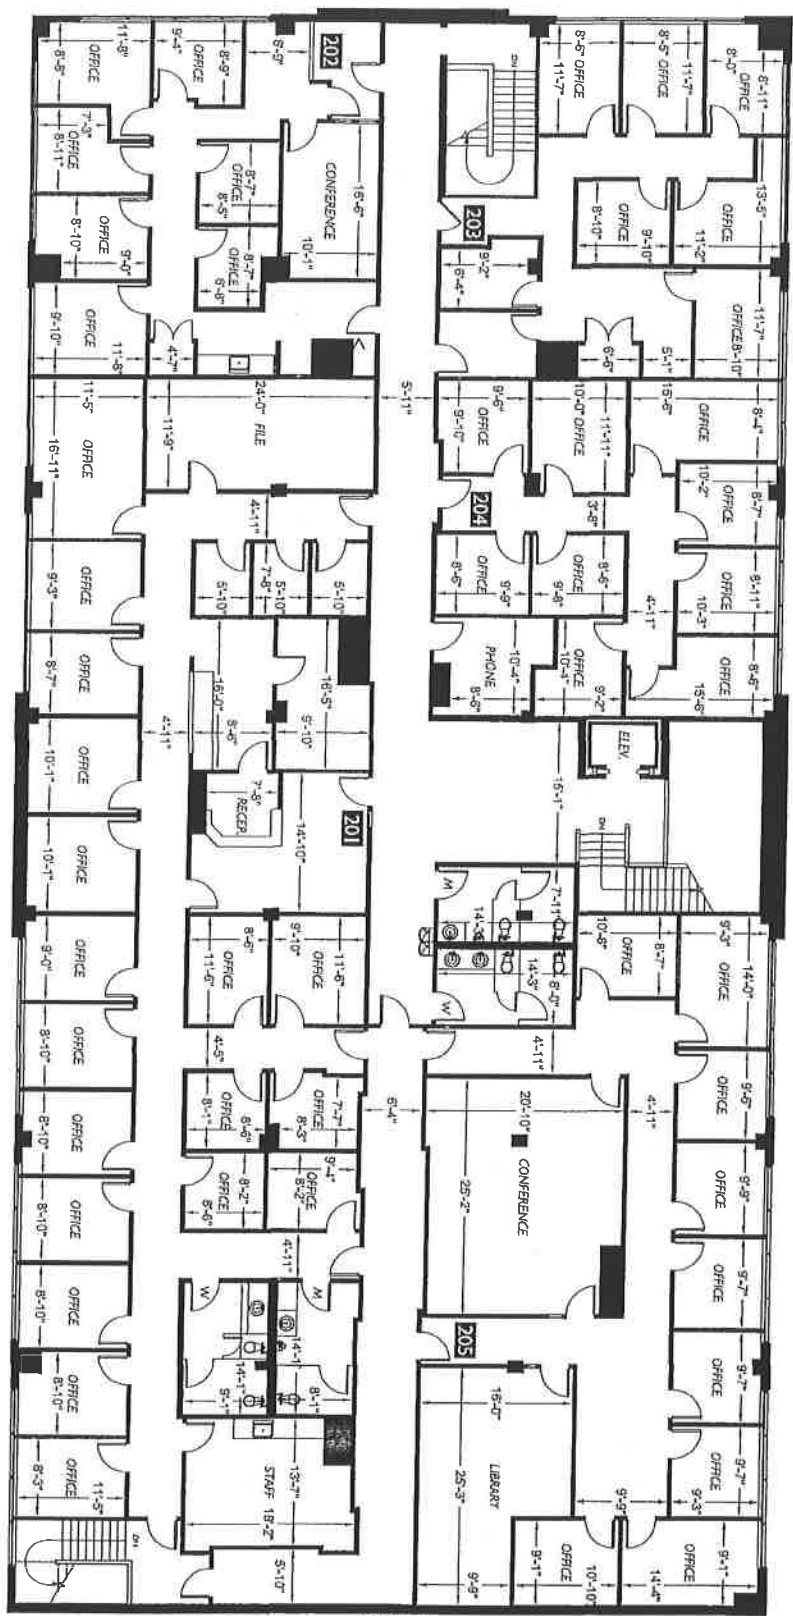 OFFICE
11'-8"
8'-6"
OFFICE
9'-4"
8'-9"
202
OFFICE
7'-3"
8'-11"
OFFICE
8'-7"
8'-5"
CONFERENCE
15'-6"
10'-1"
OFFICE
8'-10"
9'-0"
OFFICE
8'-7"
6'-8"
OFFICE
9'-10"
11'-8"
4'-7"
DN
OFFICE
8'-6"
11'-7"
OFFICE
8'-5"
11'-7"
OFFICE
8'-0"
8'-11"
203
9'-2"
6'-4"
OFFICE
8'-10"
9'-10"
OFFICE
13'-5"
11'-2"
OFFICE
11'-7"
8'-10"
6'-6"
5'-1"
5'-11"
OFFICE
11'-5"
16'-11"
FILE
24'-0"
11'-9"
4'-11"
OFFICE
9'-6"
9'-10"
OFFICE
10'-0"
11'-11"
OFFICE
15'-6"
8'-4"
204
3'-8"
OFFICE
10'-2"
8'-7"
OFFICE
9'-3"
5'-10"
7'-8"
5'-10"
5'-10"
OFFICE
8'-6"
9'-9"
OFFICE
8'-6"
9'-8"
4'-11"
OFFICE
8'-11"
10'-3"
OFFICE
8'-7"
16'-0"
8'-6"
16'-5"
9'-10"
PHONE
10'-4"
8'-6"
OFFICE
10'-4"
9'-2"
OFFICE
8'-6"
15'-6"
4'-11"
OFFICE
10'-1"
7'-8"
RECEP.
201
14'-10"
15'-1"
ELEV.
DN
OFFICE
10'-1"
M
7'-11"
W
14'-3"
8'-0"
OFFICE
9'-0"
OFFICE
8'-6"
11'-6"
OFFICE
9'-10"
11'-6"
OFFICE
10'-6"
8'-7"
OFFICE
9'-3"
14'-0"
OFFICE
8'-10"
4'-5"
4'-11"
4'-11"
OFFICE
9'-6"
OFFICE
8'-10"
OFFICE
8'-1"
8'-6"
OFFICE
7'-7"
8'-3"
6'-4"
CONFERENCE
20'-10"
25'-2"
OFFICE
9'-9"
OFFICE
8'-10"
OFFICE
8'-2"
8'-6"
OFFICE
9'-4"
8'-2"
4'-11"
OFFICE
9'-7"
OFFICE
8'-10"
W
14'-1"
9'-1"
M
14'-1"
8'-1"
205
OFFICE
9'-7"
OFFICE
8'-10"
LIBRARY
16'-0"
25'-3"
9'-9"
9'-9"
OFFICE
9'-7"
9'-3"
OFFICE
11'-5"
8'-3"
STAFF
13'-7"
18'-2"
5'-10"
DN
OFFICE
9'-1"
10'-10"
OFFICE
9'-1"
14'-4"